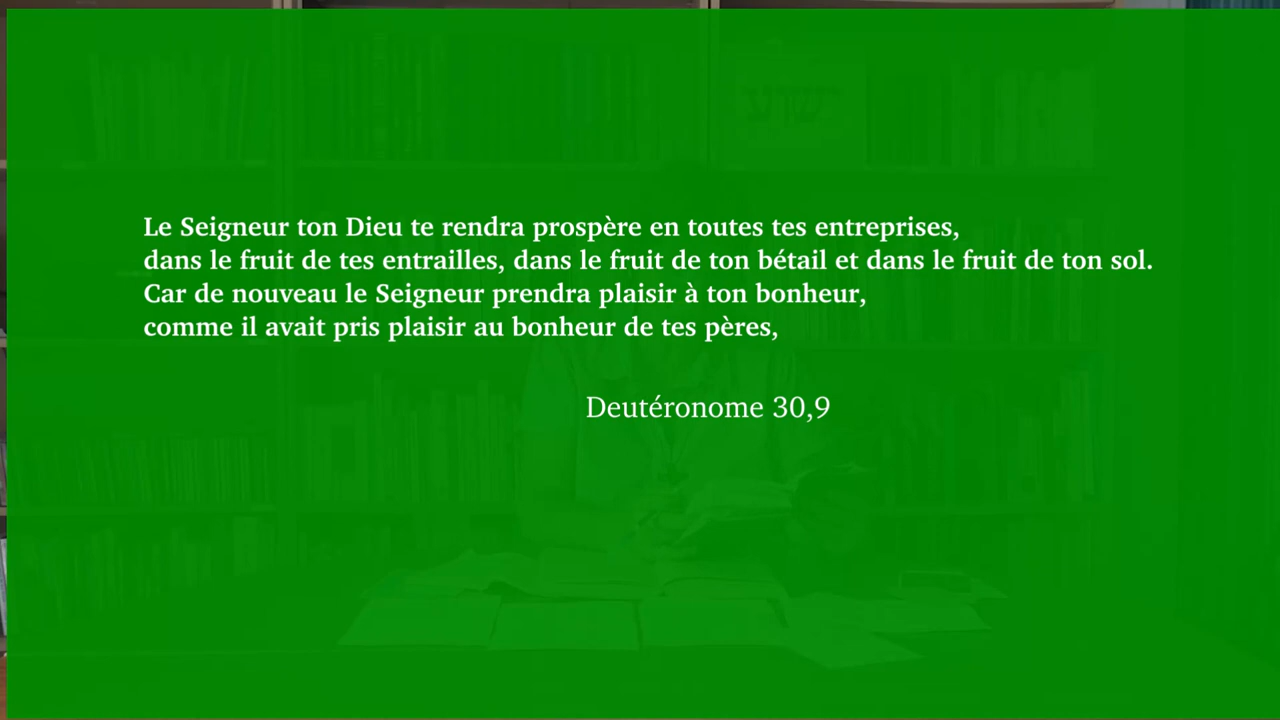 Le Seigneur ton Dieu te rendra prospère en toutes tes entreprises,
dans le fruit de tes entrailles, dans le fruit de ton bétail et dans le fruit de ton sol.
Car de nouveau le Seigneur prendra plaisir à ton bonheur,
comme il avait pris plaisir au bonheur de tes pères,
Deutéronome 30,9